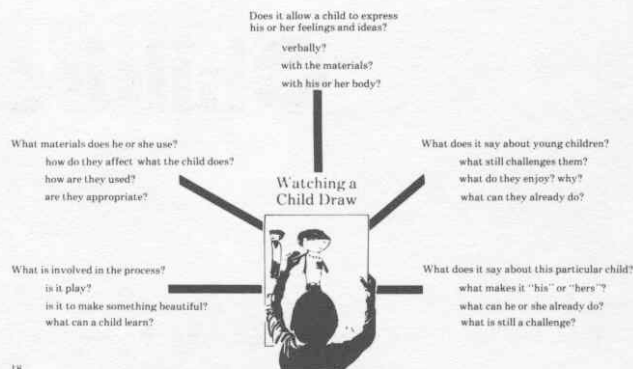 Does it allow a child to express
his or her feelings and ideas?
verbally?
with the materials?
with his or her body?
What materials does he or she use?
how do they affect what the child does?
how are they used?
are they appropriate?
What does it say about young children?
what still challenges them?
what do they enjoy? why?
what can they already do?
Watching a
Child Draw
What is involved in the process?
is it play?
is it to make something beautiful?
what can a child learn?
What does it say about this particular child?
what makes it "his" or "hers"?
what can he or she already do?
what is still a challenge?